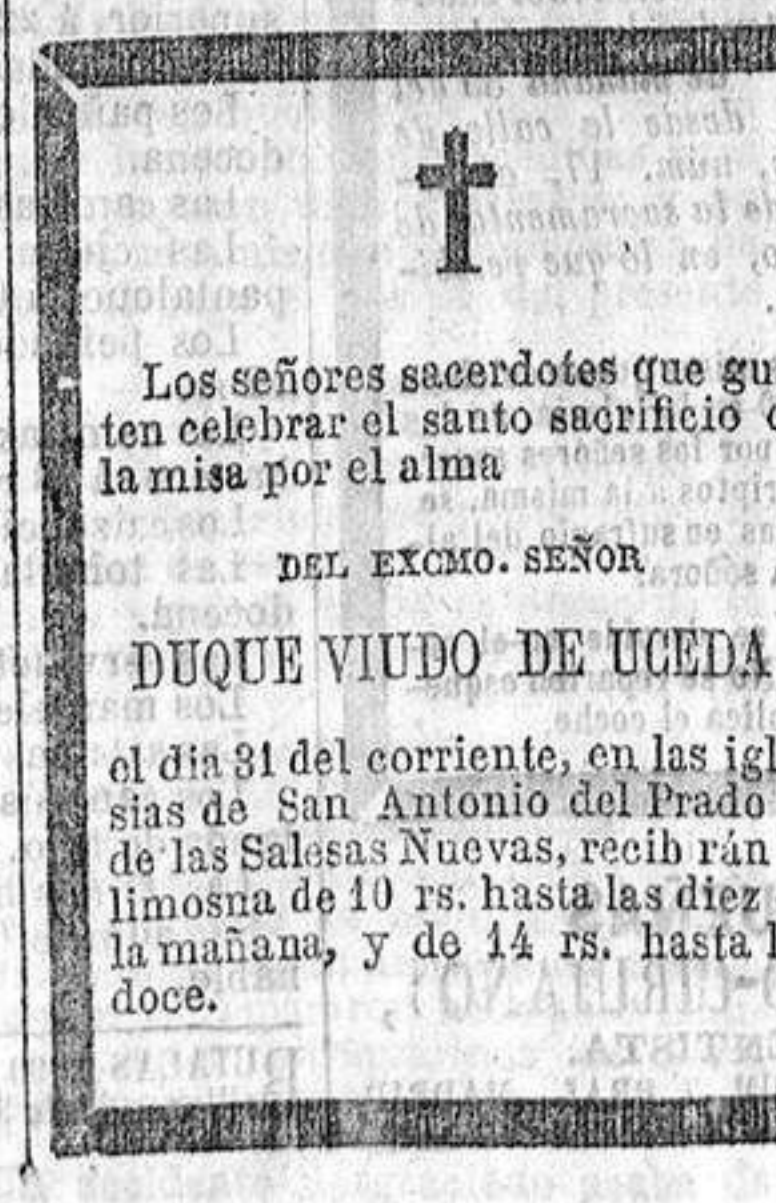 Los señores sacerdotes que gu
ten celebrar el santo sacrificio
la misa por el alma
DEL EXCMO. SEÑOR
DUQUE VIUDO DE UCEDA
el dia 31 del corriente, en las igl
sias de San Antonio del Prado
de las Salesas Nuevas, recib rán
limosna de 10 rs. hasta las diez
la mañana, y de 14 rs. hasta l
doce.